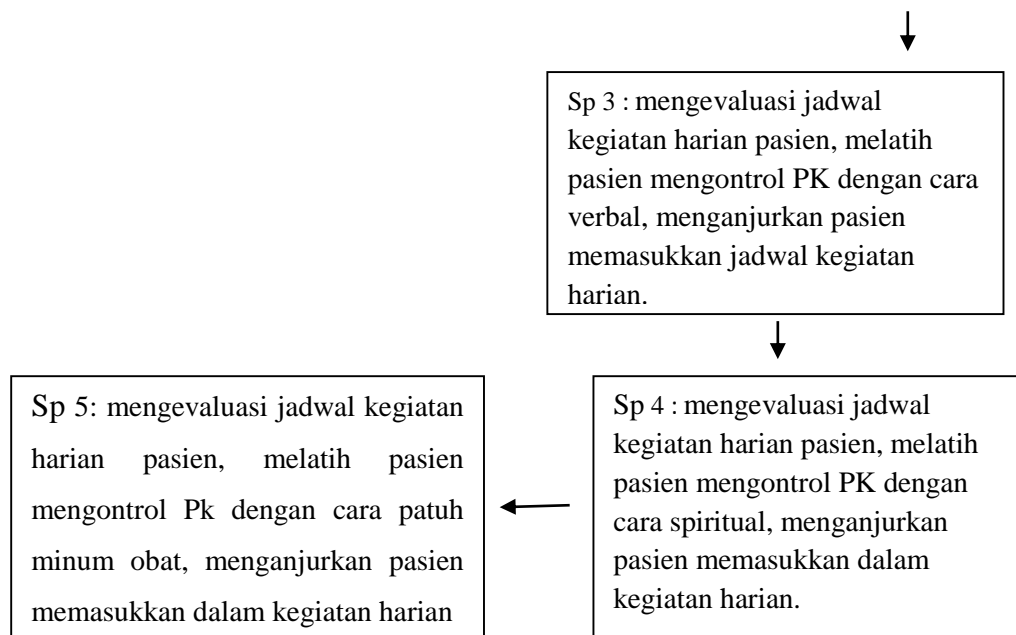 Sp 3 : mengevaluasi jadwal
kegiatan harian pasien, melatih
pasien mengontrol PK dengan cara
verbal, menganjurkan pasien
memasukkan jadwal kegiatan
harian.
Sp 4 : mengevaluasi jadwal
kegiatan harian pasien, melatih
pasien mengontrol PK dengan
cara spiritual, menganjurkan
pasien memasukkan dalam
kegiatan harian.
Sp 5: mengevaluasi jadwal kegiatan
harian pasien, melatih pasien
mengontrol Pk dengan cara patuh
minum obat, menganjurkan pasien
memasukkan dalam kegiatan harian